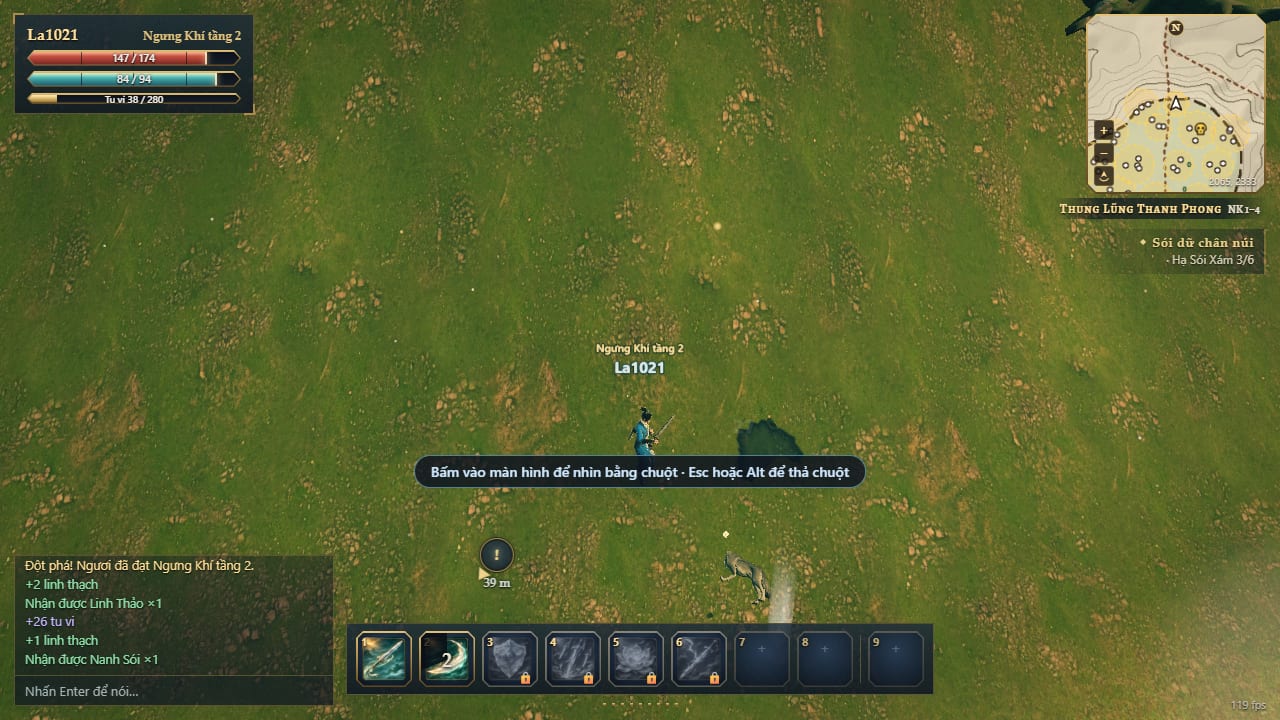 La1021
Ngưng Khí tầng 2
147 / 174
84 / 94
Tu vi 38 / 280
N
+
−
2065, 2333
Thung Lũng Thanh Phong NK1–4
Sói dữ chân núi
· Hạ Sói Xám 3/6
Ngưng Khí tầng 2
La1021
Bấm vào màn hình để nhìn bằng chuột · Esc hoặc Alt để thả chuột
!
39 m
Đột phá! Ngươi đã đạt Ngưng Khí tầng 2.
+2 linh thạch
Nhận được Linh Thảo ×1
+26 tu vi
+1 linh thạch
Nhận được Nanh Sói ×1
Nhấn Enter để nói...
1 2 3 4 5 6 7 8 9
2
+ + +
119 fps